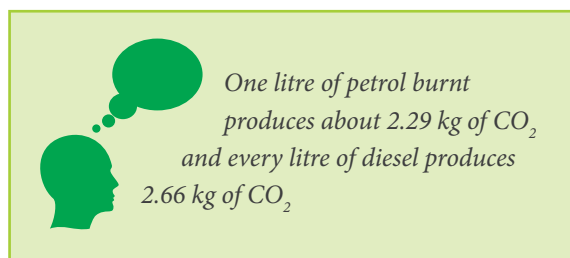 One litre of petrol burnt
produces about 2.29 kg of CO₂
and every litre of diesel produces
2.66 kg of CO₂